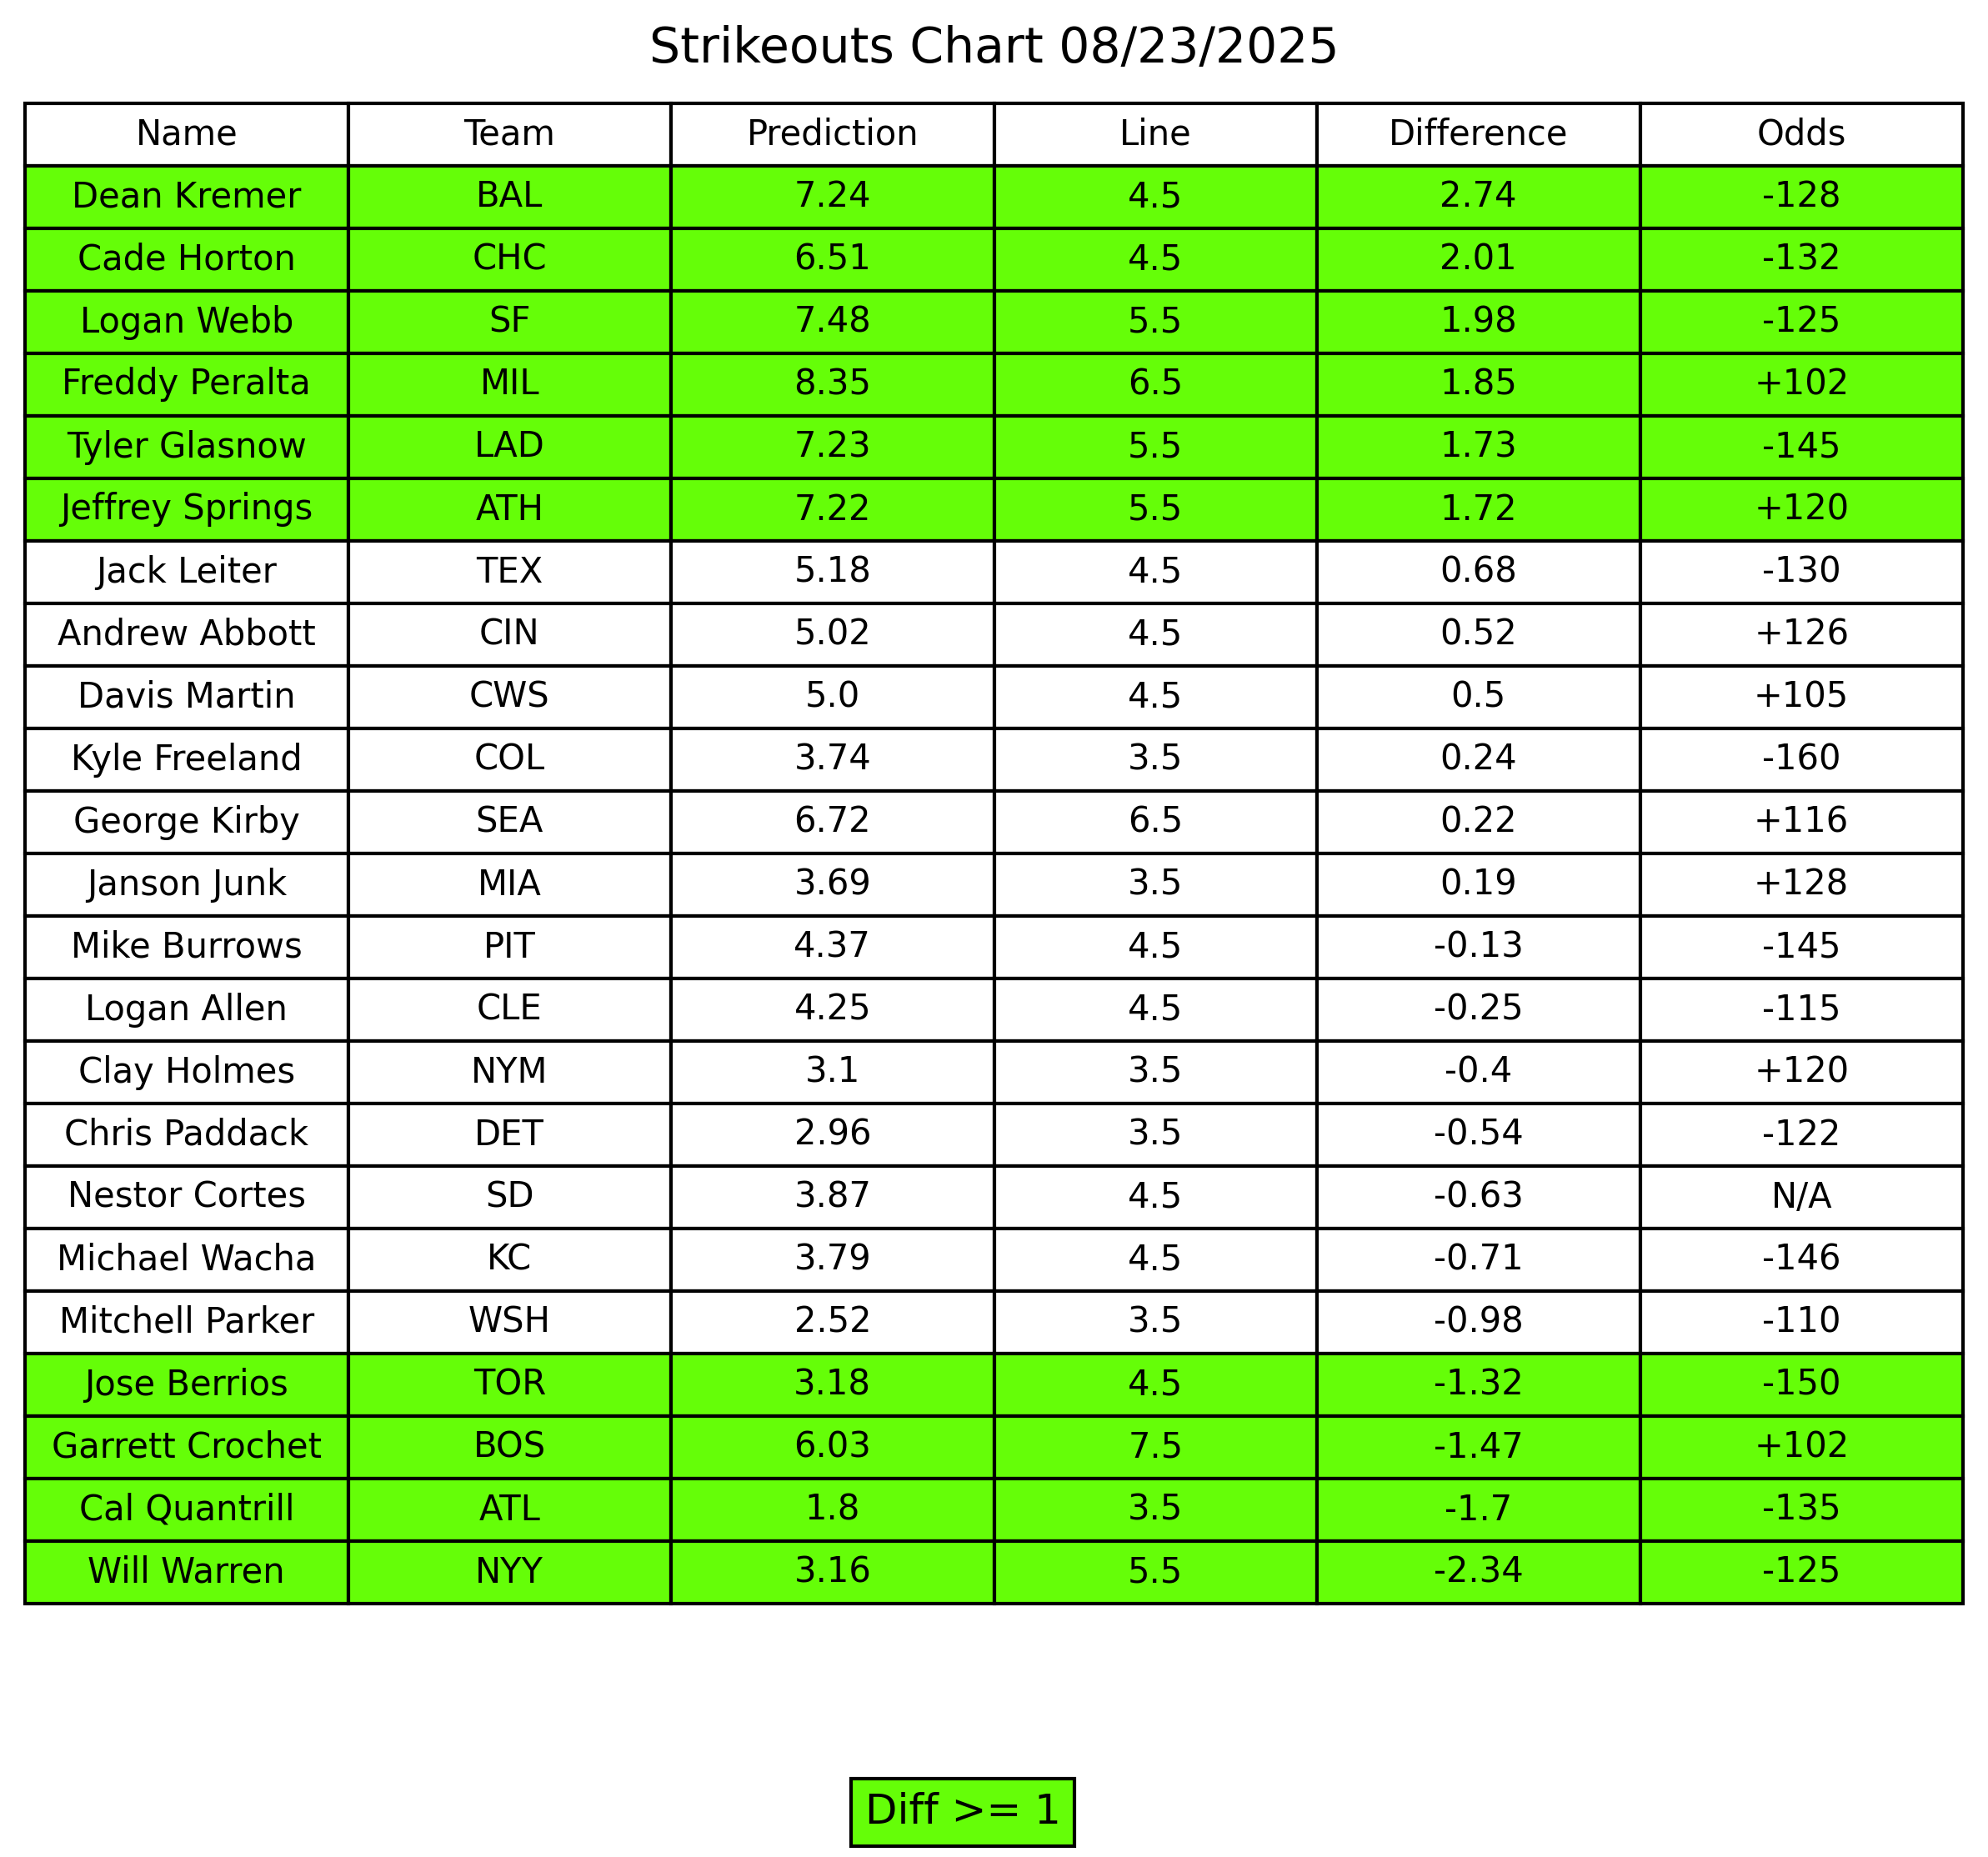 Strikeouts Chart 08/23/2025
Name Team Prediction Line Difference Odds
Dean Kremer BAL 7.24 4.5 2.74 -128
Cade Horton CHC 6.51 4.5 2.01 -132
Logan Webb SF 7.48 5.5 1.98 -125
Freddy Peralta MIL 8.35 6.5 1.85 +102
Tyler Glasnow LAD 7.23 5.5 1.73 -145
Jeffrey Springs ATH 7.22 5.5 1.72 +120
Jack Leiter TEX 5.18 4.5 0.68 -130
Andrew Abbott CIN 5.02 4.5 0.52 +126
Davis Martin CWS 5.0 4.5 0.5 +105
Kyle Freeland COL 3.74 3.5 0.24 -160
George Kirby SEA 6.72 6.5 0.22 +116
Janson Junk MIA 3.69 3.5 0.19 +128
Mike Burrows PIT 4.37 4.5 -0.13 -145
Logan Allen CLE 4.25 4.5 -0.25 -115
Clay Holmes NYM 3.1 3.5 -0.4 +120
Chris Paddack DET 2.96 3.5 -0.54 -122
Nestor Cortes SD 3.87 4.5 -0.63 N/A
Michael Wacha KC 3.79 4.5 -0.71 -146
Mitchell Parker WSH 2.52 3.5 -0.98 -110
Jose Berrios TOR 3.18 4.5 -1.32 -150
Garrett Crochet BOS 6.03 7.5 -1.47 +102
Cal Quantrill ATL 1.8 3.5 -1.7 -135
Will Warren NYY 3.16 5.5 -2.34 -125
Diff >= 1